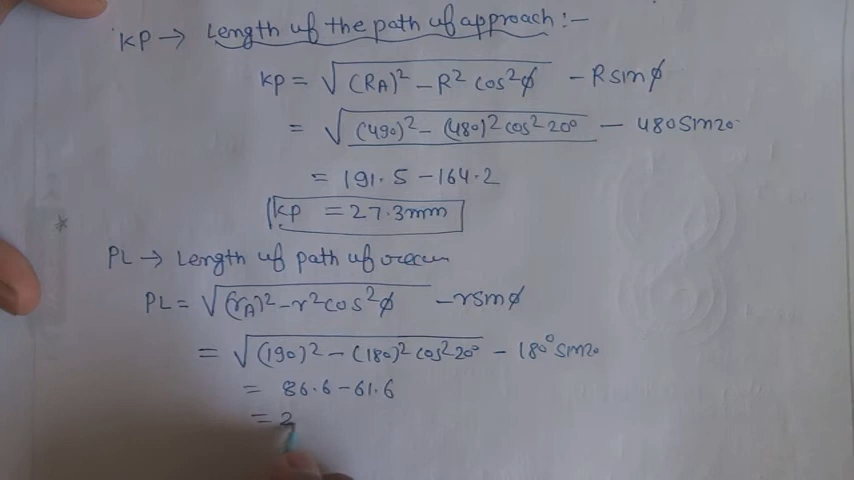 KP → Length of the path of approach :-
KP = √(RA)² - R² cos²φ - R sin φ
= √(490)² - (480)² cos² 20° - 480 sin 20°
= 191.5 - 164.2
KP = 27.3mm
PL → Length of path of recess
PL = √(rA)² - r² cos²φ - r sin φ
= √(190)² - (180)² cos² 20° - 180° sin 20
= 86.6 - 61.6
= 2